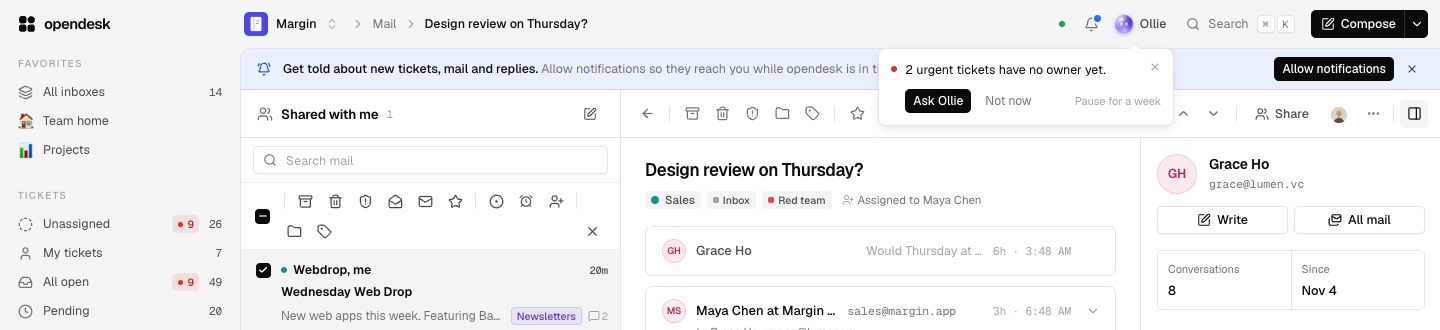 opendesk
Margin
Mail
Design review on Thursday?
Ollie
Search
⌘ K
Compose
FAVORITES
All inboxes 14
Team home
Projects
TICKETS
Unassigned 9 26
My tickets 7
All open 9 49
Pending 20
Get told about new tickets, mail and replies. Allow notifications so they reach you while opendesk is in t
Allow notifications
2 urgent tickets have no owner yet.
Ask Ollie Not now Pause for a week
Shared with me 1
Search mail
Webdrop, me 20m
Wednesday Web Drop
New web apps this week. Featuring Ba… Newsletters 2
Share
Design review on Thursday?
Sales Inbox Red team Assigned to Maya Chen
GH Grace Ho Would Thursday at … 6h · 3:48 AM
MS Maya Chen at Margin … sales@margin.app 3h · 6:48 AM
GH
Grace Ho
grace@lumen.vc
Write All mail
Conversations Since
8 Nov 4